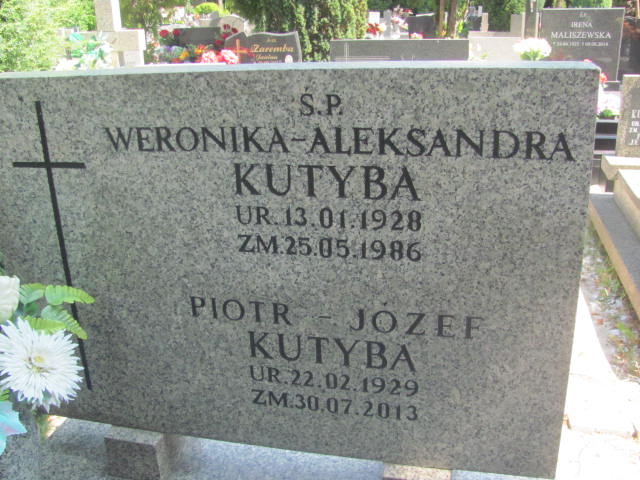 Ś.P.
WERONIKA-ALEKSANDRA
KUTYBA
UR.13.01.1928
ZM.25.05.1986
PIOTR - JÓZEF
KUTYBA
UR.22.02.1929
ZM.30.07.2013
Zaremba
IRENA
MALISZEWSKA